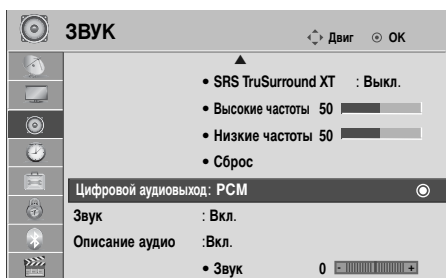 ЗВУК Двиг ОК
• SRS TruSurround XT : Выкл.
• Высокие частоты 50
• Низкие частоты 50
• Сброс
Цифровой аудиовыход: PCM
Звук : Вкл.
Описание аудио :Вкл.
• Звук 0 - +